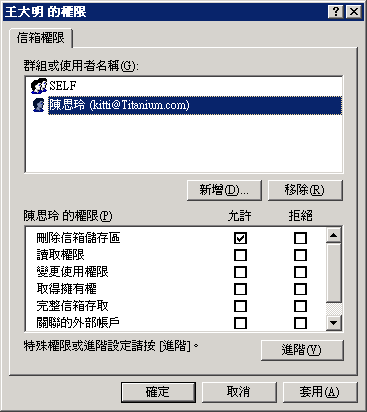 王大明 的權限
信箱權限
群組或使用者名稱(G):
SELF
陳思玲 (kitti@Titanium.com)
新增(D)... 移除(R)
陳思玲 的權限(P) 允許 拒絕
刪除信箱儲存區
讀取權限
變更使用權限
取得擁有權
完整信箱存取
關聯的外部帳戶
特殊權限或進階設定請按 [進階]。
進階(V)
確定 取消 套用(A)